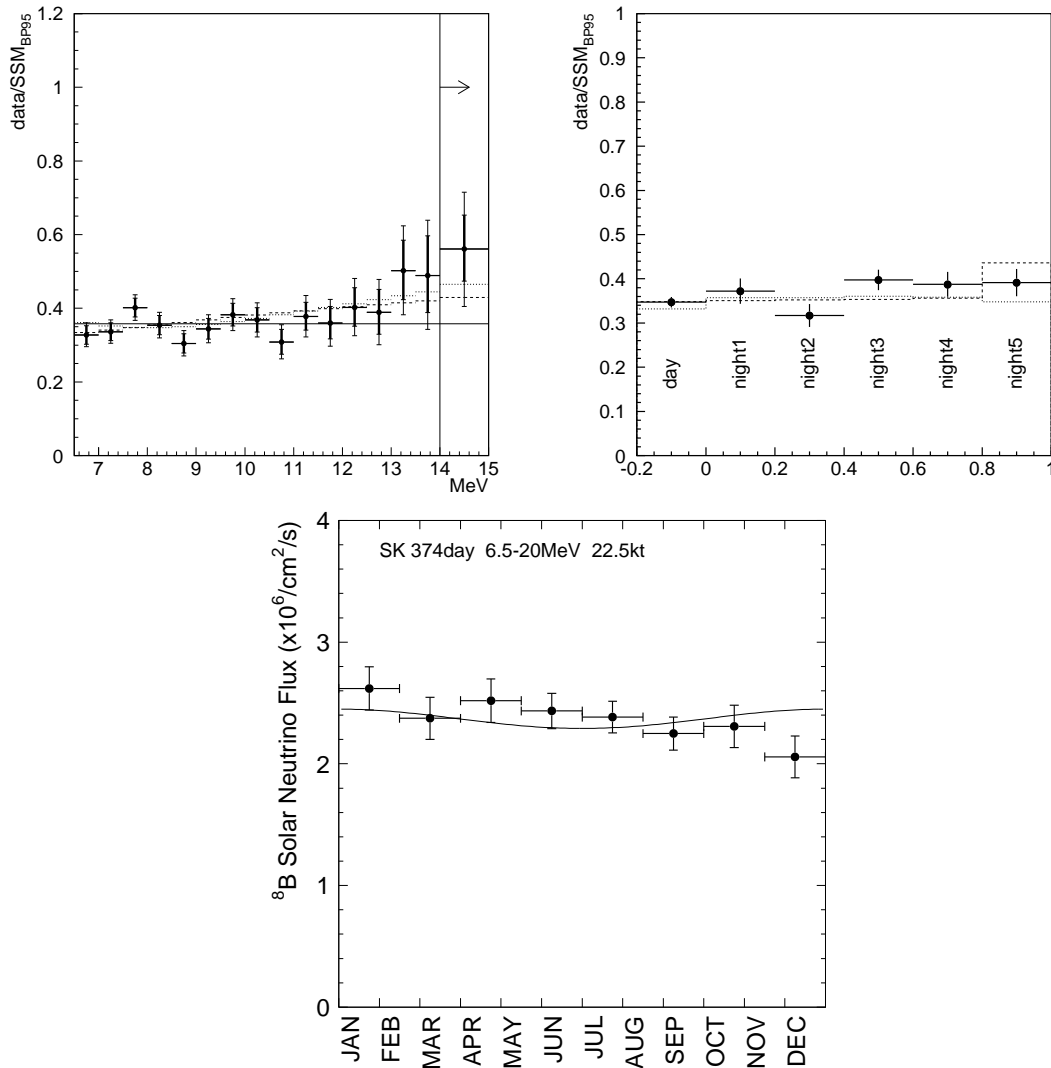 data/SSM_BP95
1.2
1
0.8
0.6
0.4
0.2
0
7 8 9 10 11 12 13 14 15
MeV
data/SSM_BP95
1
0.9
0.8
0.7
0.6
0.5
0.4
0.3
0.2
0.1
0
day night1 night2 night3 night4 night5
-0.2 0 0.2 0.4 0.6 0.8 1
SK 374day 6.5-20MeV 22.5kt
⁸B Solar Neutrino Flux (x10⁶/cm²/s)
4
3
2
1
0
JAN FEB MAR APR MAY JUN JUL AUG SEP OCT NOV DEC